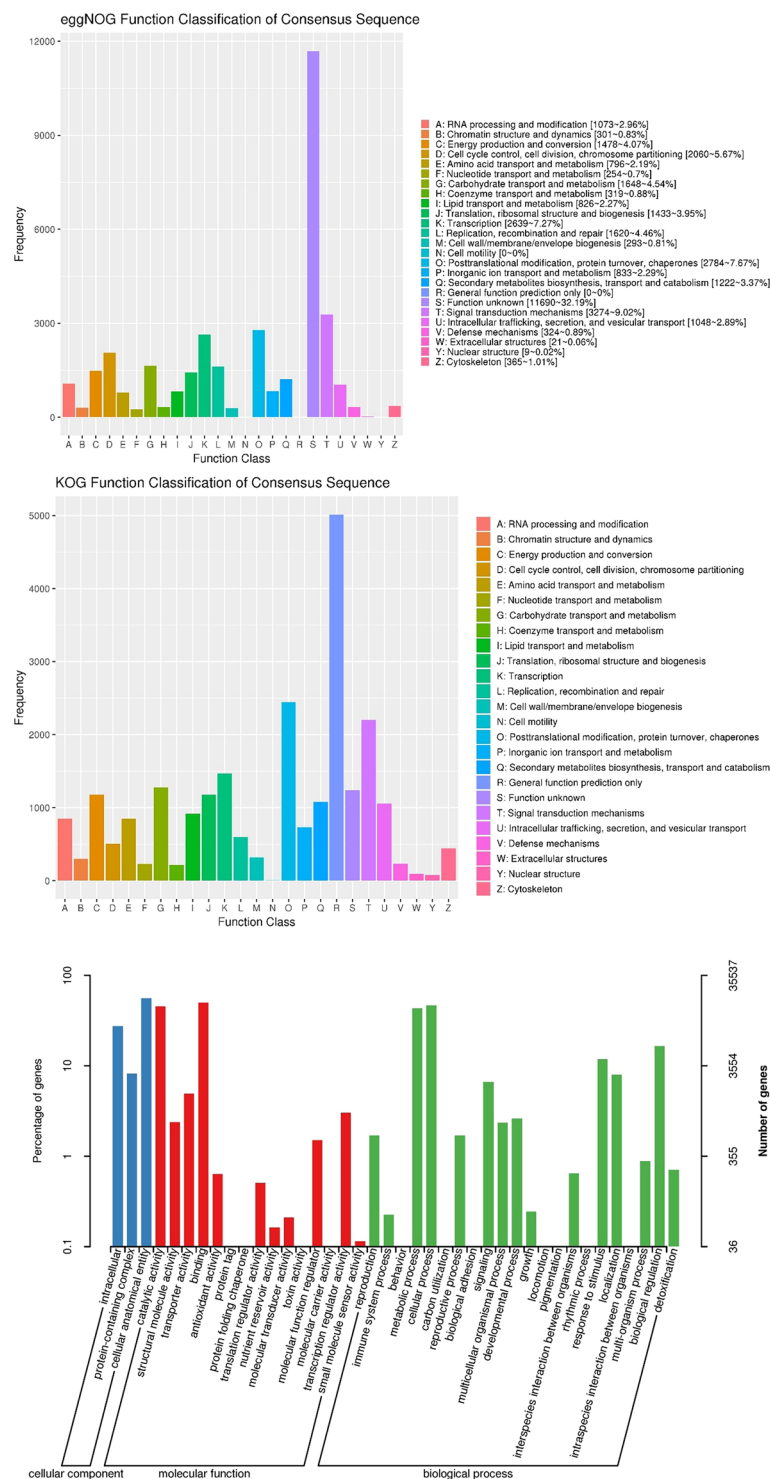 eggNOG Function Classification of Consensus Sequence
12000
9000
6000
3000
0
Frequency
A B C D E F G H I J K L M N O P Q R S T U V W Y Z
Function Class
A: RNA processing and modification [1073~2.96%]
B: Chromatin structure and dynamics [301~0.83%]
C: Energy production and conversion [1478~4.07%]
D: Cell cycle control, cell division, chromosome partitioning [2060~5.67%]
E: Amino acid transport and metabolism [796~2.19%]
F: Nucleotide transport and metabolism [254~0.7%]
G: Carbohydrate transport and metabolism [1648~4.54%]
H: Coenzyme transport and metabolism [319~0.88%]
I: Lipid transport and metabolism [826~2.27%]
J: Translation, ribosomal structure and biogenesis [1433~3.95%]
K: Transcription [2639~7.27%]
L: Replication, recombination and repair [1620~4.46%]
M: Cell wall/membrane/envelope biogenesis [293~0.81%]
N: Cell motility [0~0%]
O: Posttranslational modification, protein turnover, chaperones [2784~7.67%]
P: Inorganic ion transport and metabolism [833~2.29%]
Q: Secondary metabolites biosynthesis, transport and catabolism [1222~3.37%]
R: General function prediction only [0~0%]
S: Function unknown [11690~32.19%]
T: Signal transduction mechanisms [3274~9.02%]
U: Intracellular trafficking, secretion, and vesicular transport [1048~2.89%]
V: Defense mechanisms [324~0.89%]
W: Extracellular structures [21~0.06%]
Y: Nuclear structure [9~0.02%]
Z: Cytoskeleton [365~1.01%]
KOG Function Classification of Consensus Sequence
5000
4000
3000
2000
1000
0
Frequency
A B C D E F G H I J K L M N O P Q R S T U V W Y Z
Function Class
A: RNA processing and modification
B: Chromatin structure and dynamics
C: Energy production and conversion
D: Cell cycle control, cell division, chromosome partitioning
E: Amino acid transport and metabolism
F: Nucleotide transport and metabolism
G: Carbohydrate transport and metabolism
H: Coenzyme transport and metabolism
I: Lipid transport and metabolism
J: Translation, ribosomal structure and biogenesis
K: Transcription
L: Replication, recombination and repair
M: Cell wall/membrane/envelope biogenesis
N: Cell motility
O: Posttranslational modification, protein turnover, chaperones
P: Inorganic ion transport and metabolism
Q: Secondary metabolites biosynthesis, transport and catabolism
R: General function prediction only
S: Function unknown
T: Signal transduction mechanisms
U: Intracellular trafficking, secretion, and vesicular transport
V: Defense mechanisms
W: Extracellular structures
Y: Nuclear structure
Z: Cytoskeleton
100
10
1
0.1
Percentage of genes
35537
3554
355
36
Number of genes
intracellular
protein-containing complex
cellular anatomical entity
catalytic activity
structural molecule activity
transporter activity
binding
antioxidant activity
protein tag
protein folding chaperone
translation regulator activity
nutrient reservoir activity
molecular transducer activity
toxin activity
molecular function regulator
molecular carrier activity
transcription regulator activity
small molecule sensor activity
reproduction
immune system process
behavior
metabolic process
cellular process
carbon utilization
reproductive process
biological adhesion
signaling
multicellular organismal process
developmental process
growth
locomotion
pigmentation
interspecies interaction between organisms
rhythmic process
response to stimulus
localization
intraspecies interaction between organisms
multi-organism process
biological regulation
detoxification
cellular component
molecular function
biological process